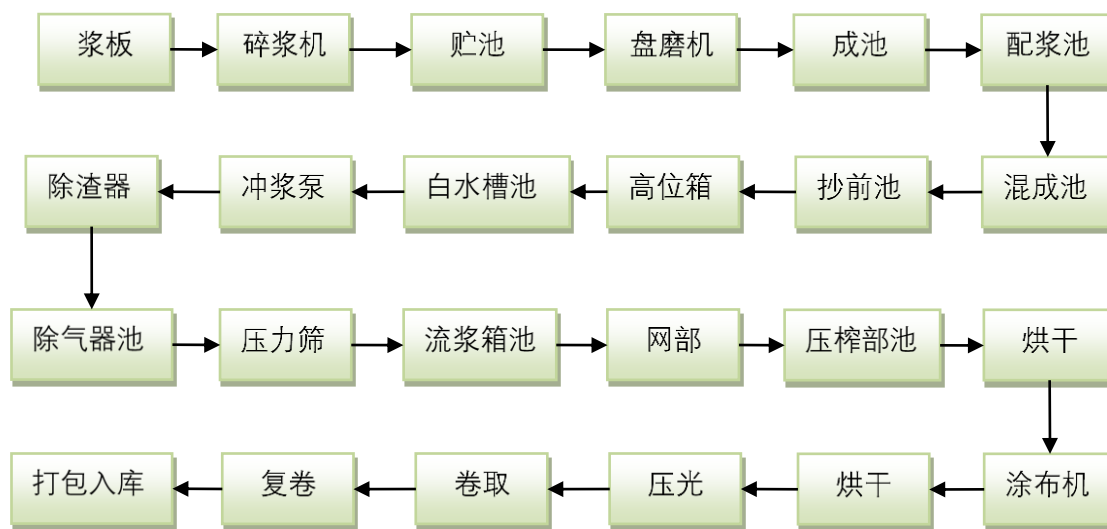 浆板
碎浆机
贮池
盘磨机
成池
配浆池
混成池
抄前池
高位箱
白水槽池
冲浆泵
除渣器
除气器池
压力筛
流浆箱池
网部
压榨部池
烘干
涂布机
烘干
压光
卷取
复卷
打包入库